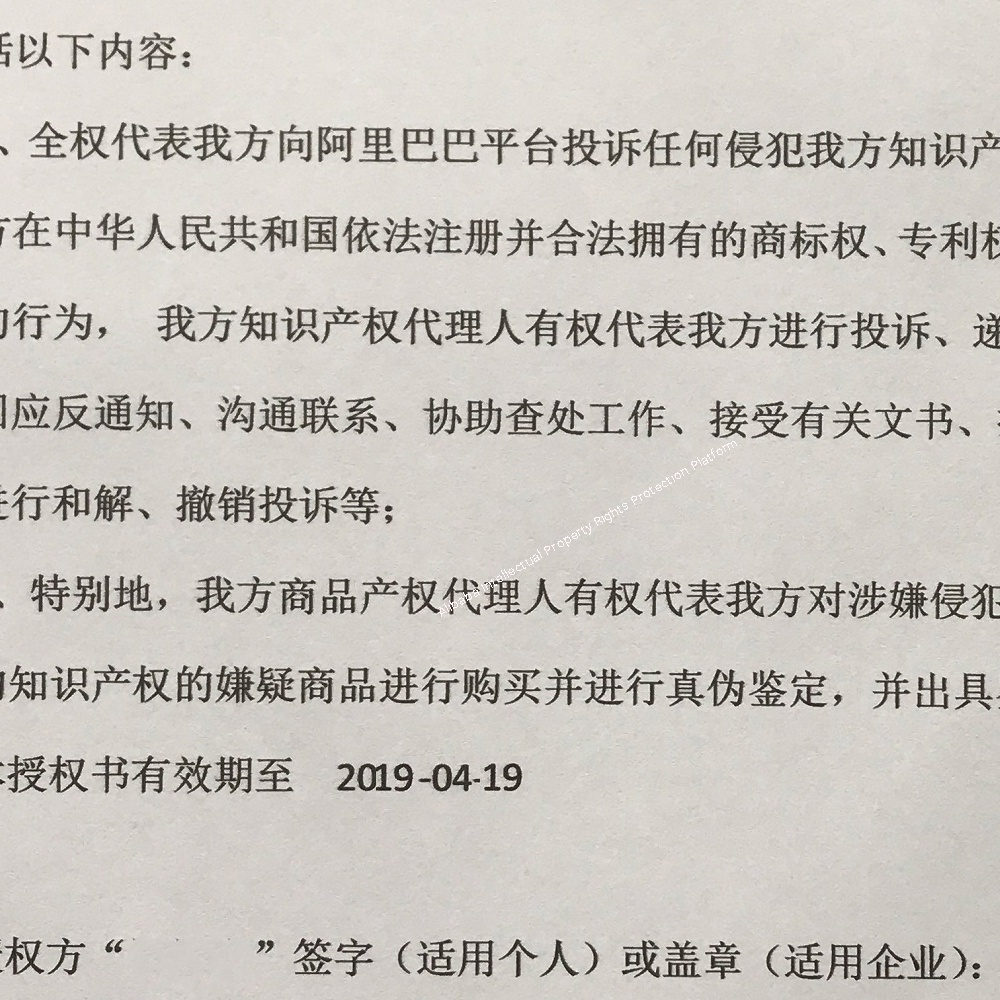 括以下内容：
、全权代表我方向阿里巴巴平台投诉任何侵犯我方知识产
方在中华人民共和国依法注册并合法拥有的商标权、专利权
的行为， 我方知识产权代理人有权代表我方进行投诉、递
回应反通知、沟通联系、协助查处工作、接受有关文书、
进行和解、撤销投诉等；
Alibaba Intellectual Property Rights Protection Platform
、特别地，我方商品产权代理人有权代表我方对涉嫌侵犯
的知识产权的嫌疑商品进行购买并进行真伪鉴定，并出具
本授权书有效期至 2019-04-19
授权方“ ”签字（适用个人）或盖章（适用企业）：